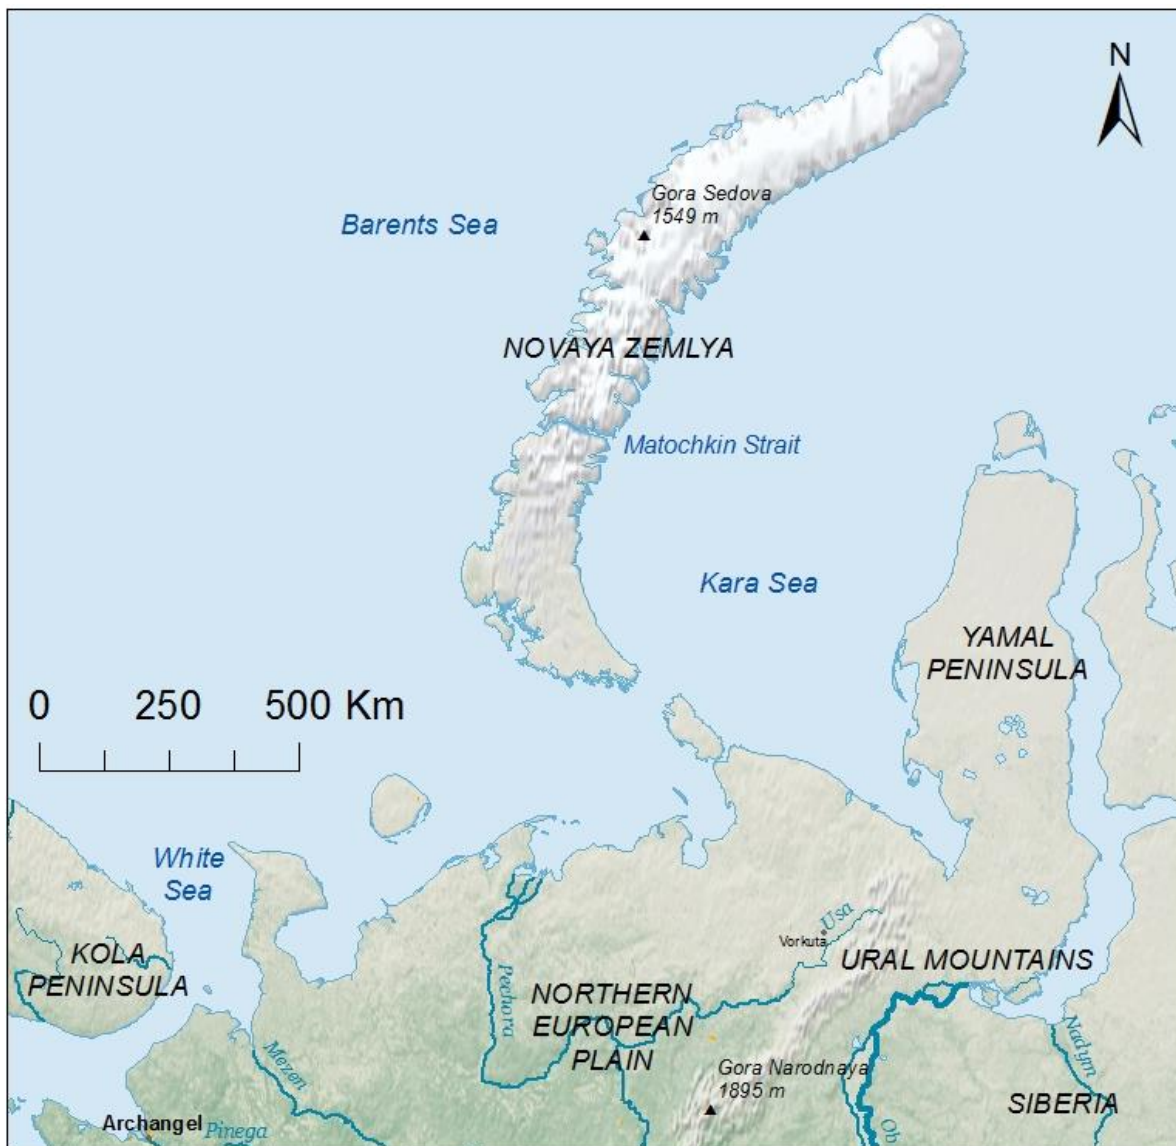 N
Gora Sedova
1549 m
Barents Sea
NOVAYA ZEMLYA
Matochkin Strait
Kara Sea
YAMAL
PENINSULA
0 250 500 Km
White
Sea
Usa
Vorkuta
KOLA
PENINSULA
URAL MOUNTAINS
Pechora
NORTHERN
EUROPEAN
PLAIN
Nadym
Mezen
Gora Narodnaya
1895 m
SIBERIA
Archangel
Pinega
Ob